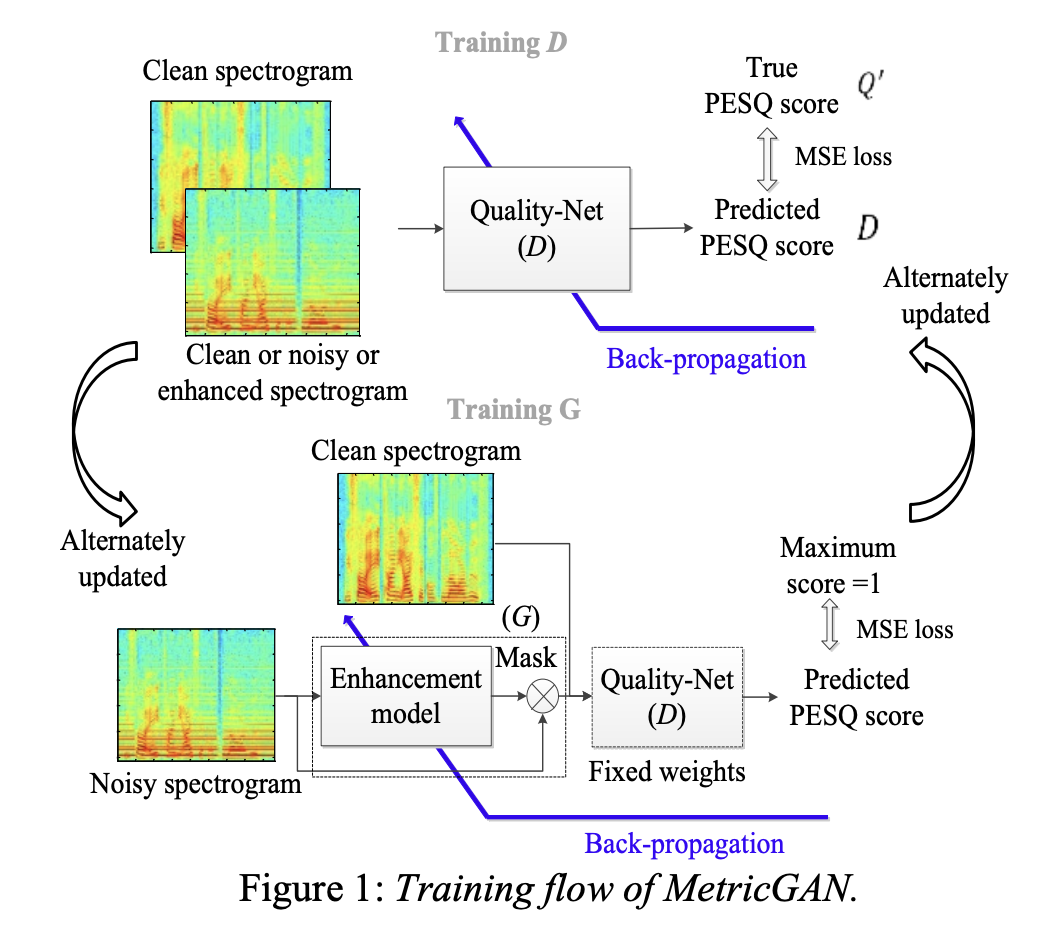 Training D
Clean spectrogram
True
PESQ score Q′
MSE loss
Quality-Net
(D)
Predicted
PESQ score D
Clean or noisy or
enhanced spectrogram
Back-propagation
Alternately
updated
Training G
Clean spectrogram
Alternately
updated
Maximum
score =1
MSE loss
(G)
Mask
Enhancement
model
Quality-Net
(D)
Predicted
PESQ score
Fixed weights
Noisy spectrogram
Back-propagation
Figure 1: Training flow of MetricGAN.